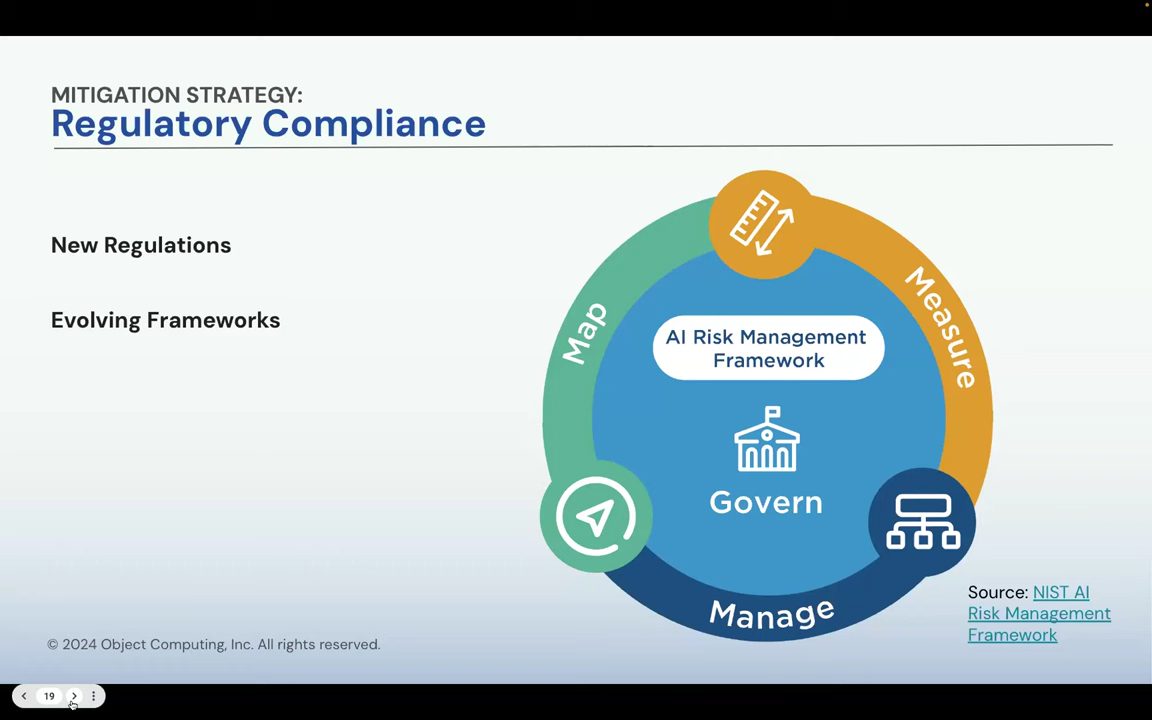 MITIGATION STRATEGY:
Regulatory Compliance
New Regulations
Evolving Frameworks
Map
Measure
AI Risk Management
Framework
Govern
Manage
Source: NIST AI
Risk Management
Framework
© 2024 Object Computing, Inc. All rights reserved.
19